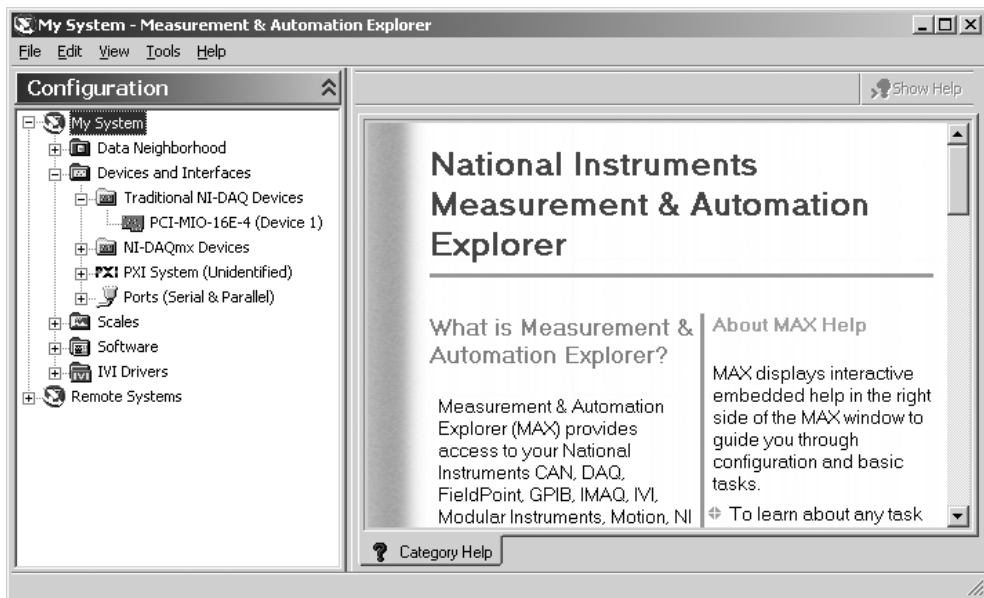 My System - Measurement & Automation Explorer
File Edit View Tools Help
Configuration
Show Help
My System
Data Neighborhood
Devices and Interfaces
Traditional NI-DAQ Devices
PCI-MIO-16E-4 (Device 1)
NI-DAQmx Devices
PXI PXI System (Unidentified)
Ports (Serial & Parallel)
Scales
Software
IVI IVI Drivers
Remote Systems
National Instruments
Measurement & Automation
Explorer
What is Measurement &
Automation Explorer?
Measurement & Automation
Explorer (MAX) provides
access to your National
Instruments CAN, DAQ,
FieldPoint, GPIB, IMAQ, IVI,
Modular Instruments, Motion, NI
About MAX Help
MAX displays interactive
embedded help in the right
side of the MAX window to
guide you through
configuration and basic
tasks.
To learn about any task
Category Help